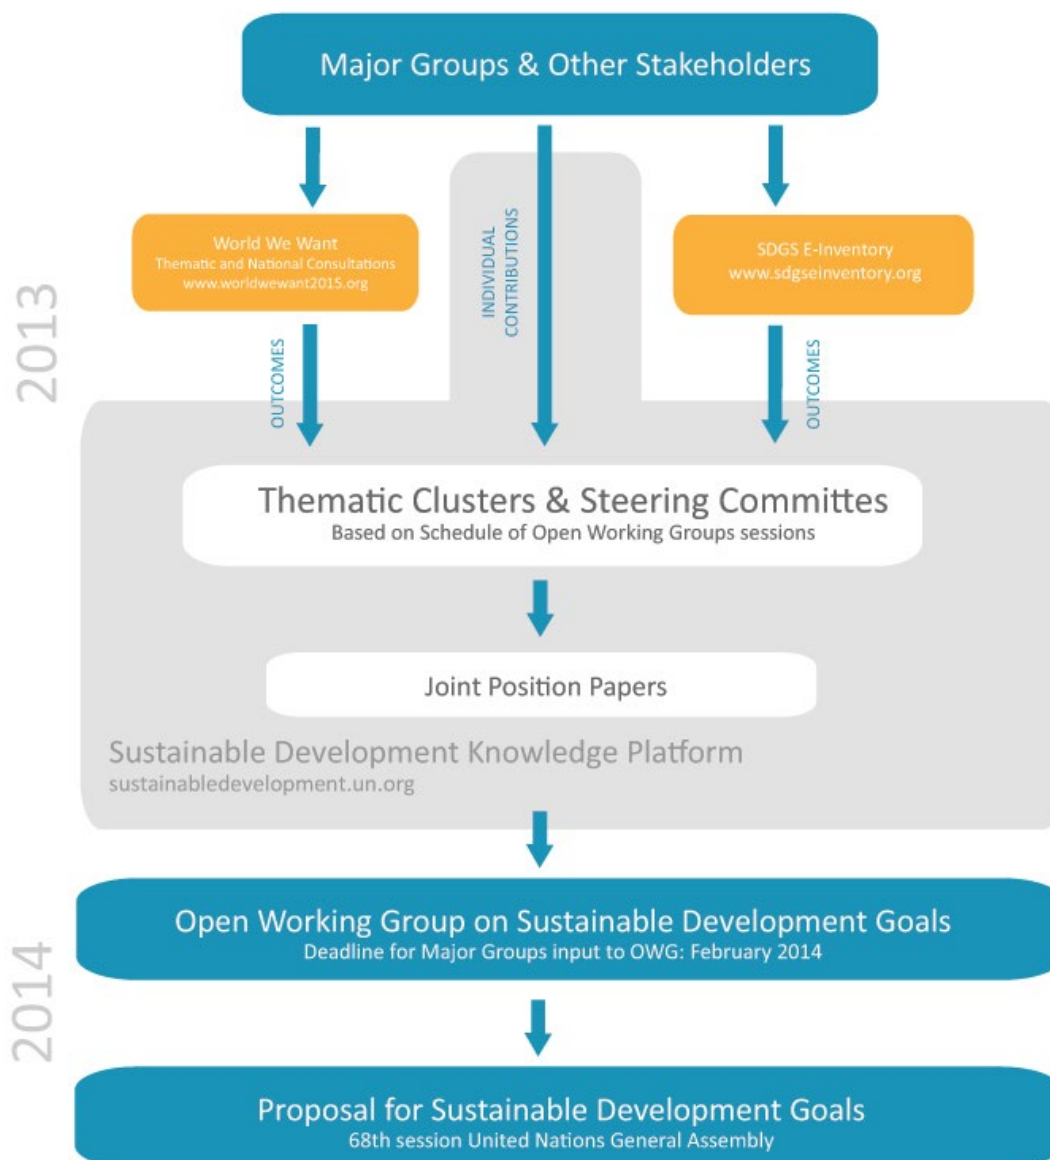 Major Groups & Other Stakeholders
World We Want
Thematic and National Consultations
www.worldwewant2015.org
INDIVIDUAL
CONTRIBUTIONS
SDGS E-Inventory
www.sdgseinventory.org
2013
OUTCOMES
OUTCOMES
Thematic Clusters & Steering Committes
Based on Schedule of Open Working Groups sessions
Joint Position Papers
Sustainable Development Knowledge Platform
sustainabledevelopment.un.org
2014
Open Working Group on Sustainable Development Goals
Deadline for Major Groups input to OWG: February 2014
Proposal for Sustainable Development Goals
68th session United Nations General Assembly